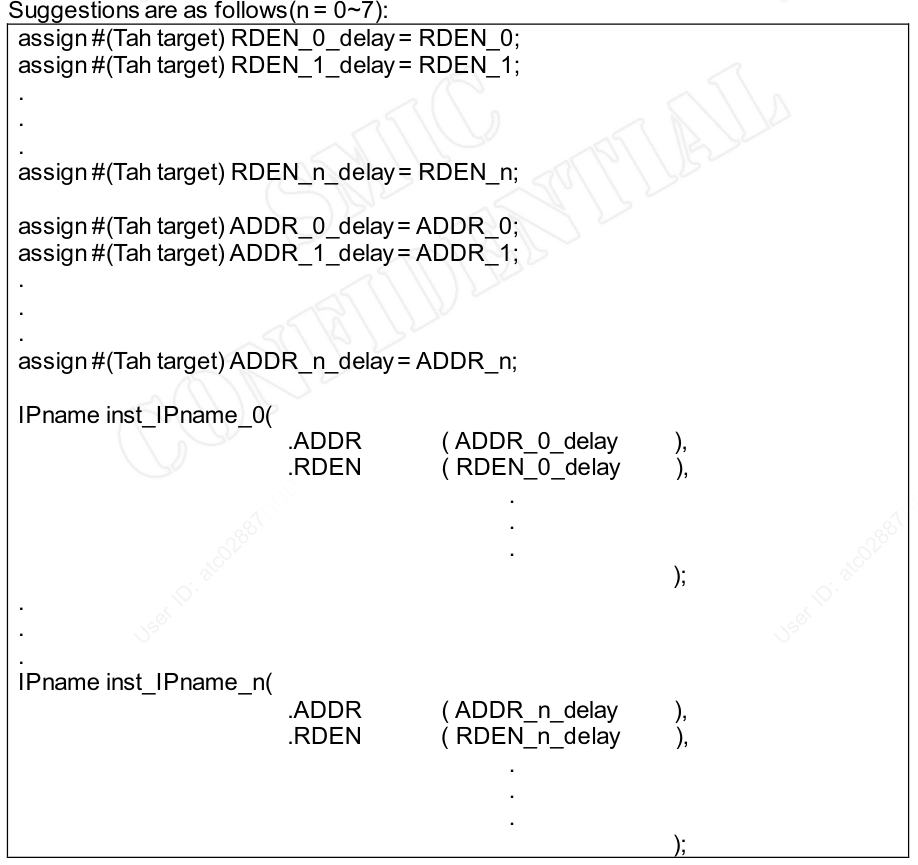 Suggestions are as follows(n = 0~7):
assign #(Tah target) RDEN_0_delay = RDEN_0;
assign #(Tah target) RDEN_1_delay = RDEN_1;
.
.
.
assign #(Tah target) RDEN_n_delay = RDEN_n;
assign #(Tah target) ADDR_0_delay = ADDR_0;
assign #(Tah target) ADDR_1_delay = ADDR_1;
.
.
.
assign #(Tah target) ADDR_n_delay = ADDR_n;
IPname inst_IPname_0(
.ADDR ( ADDR_0_delay ),
.RDEN ( RDEN_0_delay ),
.
.
.
);
.
.
.
IPname inst_IPname_n(
.ADDR ( ADDR_n_delay ),
.RDEN ( RDEN_n_delay ),
.
.
.
);
SMIC
CONFIDENTIAL
User ID: atc02887
User ID: atc02887